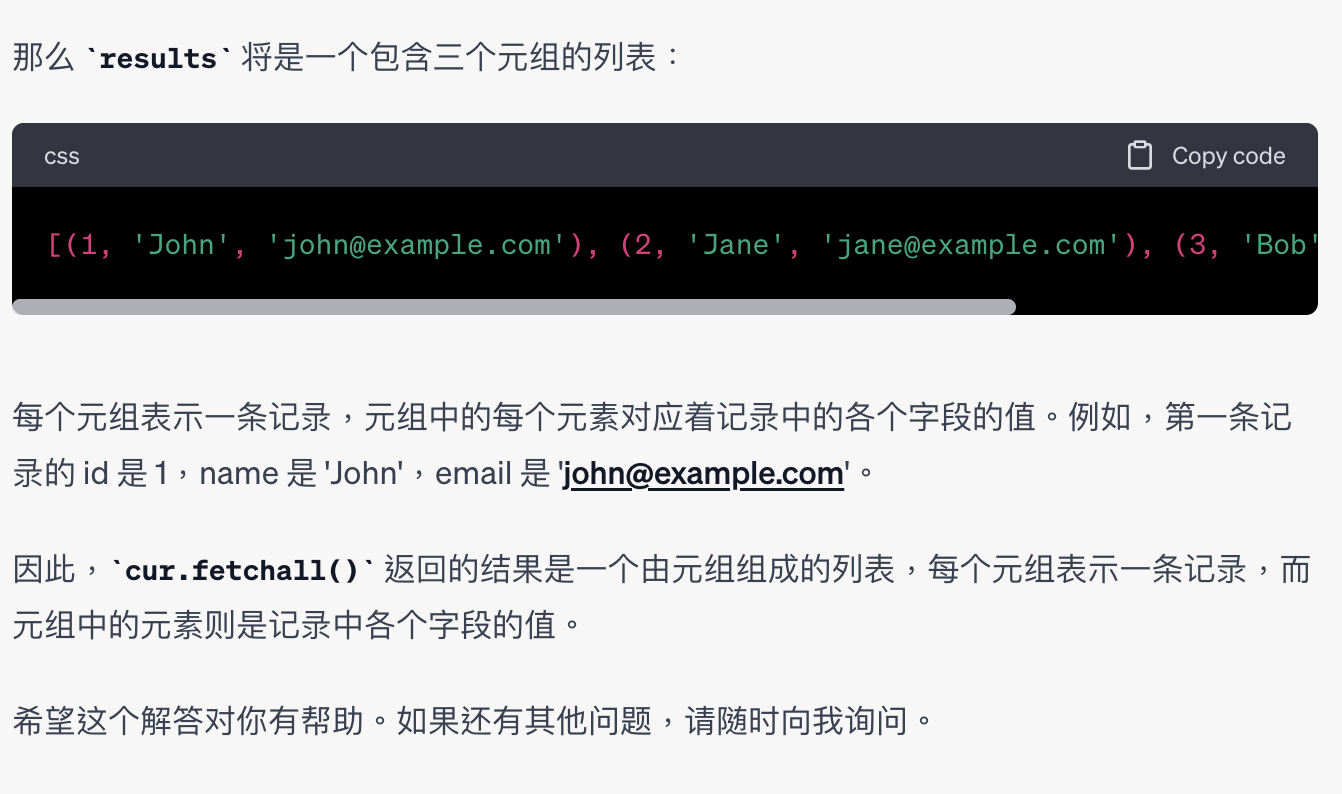 那么 `results` 将是一个包含三个元组的列表：
css
Copy code
[(1, 'John', 'john@example.com'), (2, 'Jane', 'jane@example.com'), (3, 'Bob'
每个元组表示一条记录，元组中的每个元素对应着记录中的各个字段的值。例如，第一条记
录的 id 是 1，name 是 'John'，email 是 'john@example.com'。
因此，`cur.fetchall()` 返回的结果是一个由元组组成的列表，每个元组表示一条记录，而
元组中的元素则是记录中各个字段的值。
希望这个解答对你有帮助。如果还有其他问题，请随时向我询问。